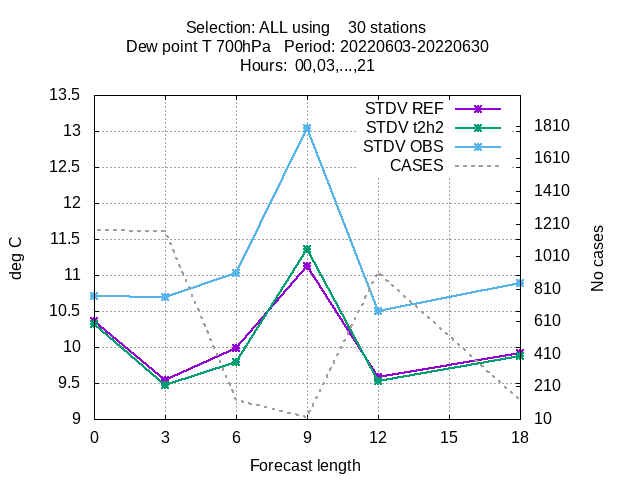 Selection: ALL using    30 stations
Dew point T 700hPa   Period: 20220603-20220630
Hours:  00,03,...,21
STDV REF
STDV t2h2
STDV OBS
CASES
deg C
13.5
13
12.5
12
11.5
11
10.5
10
9.5
9
No cases
1810
1610
1410
1210
1010
810
610
410
210
10
0 3 6 9 12 15 18
Forecast length